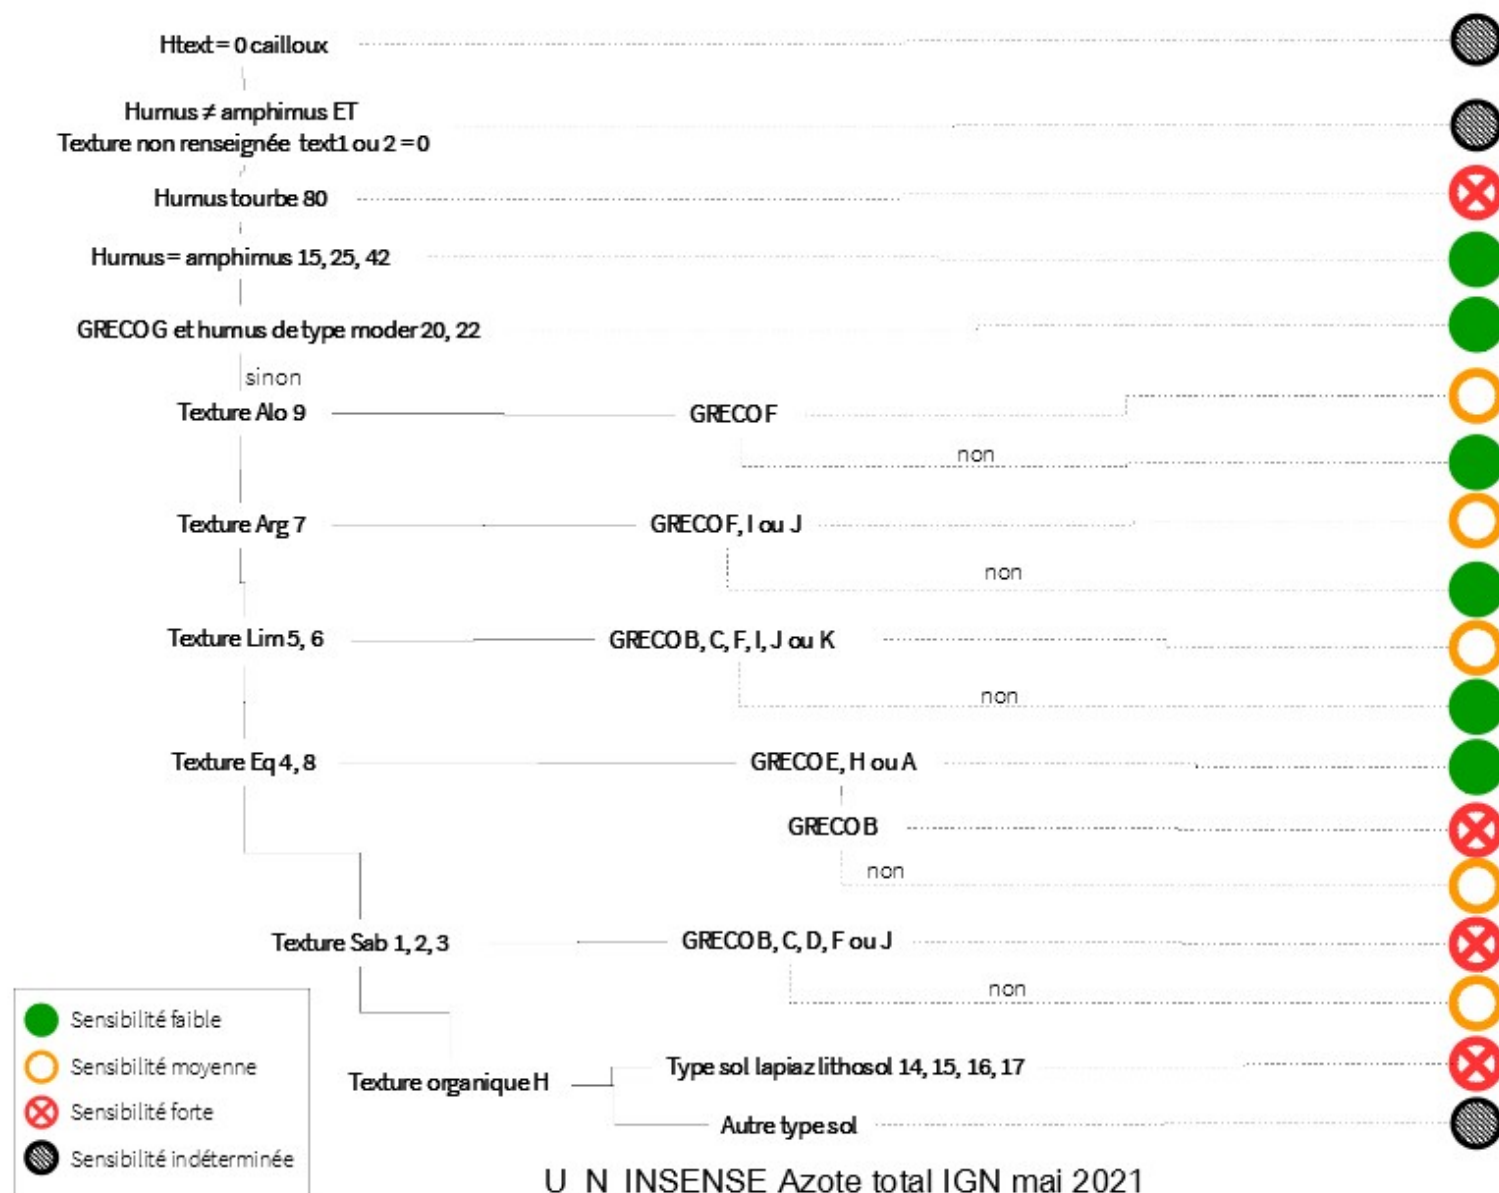 Htext = 0 cailloux
Humus ≠ amphimus ET
Texture non renseignée text1 ou 2 = 0
Humus tourbe 80
Humus = amphimus 15, 25, 42
GRECO G et humus de type moder 20, 22
sinon
Texture Alo 9
GRECO F
non
Texture Arg 7
GRECO F, I ou J
non
Texture Lim 5, 6
GRECO B, C, F, I, J ou K
non
Texture Eq 4, 8
GRECO E, H ou A
GRECO B
non
Texture Sab 1, 2, 3
GRECO B, C, D, F ou J
non
Texture organique H
Type sol lapiaz lithosol 14, 15, 16, 17
Autre type sol
Sensibilité faible
Sensibilité moyenne
Sensibilité forte
Sensibilité indéterminée
U N INSENSE Azote total IGN mai 2021